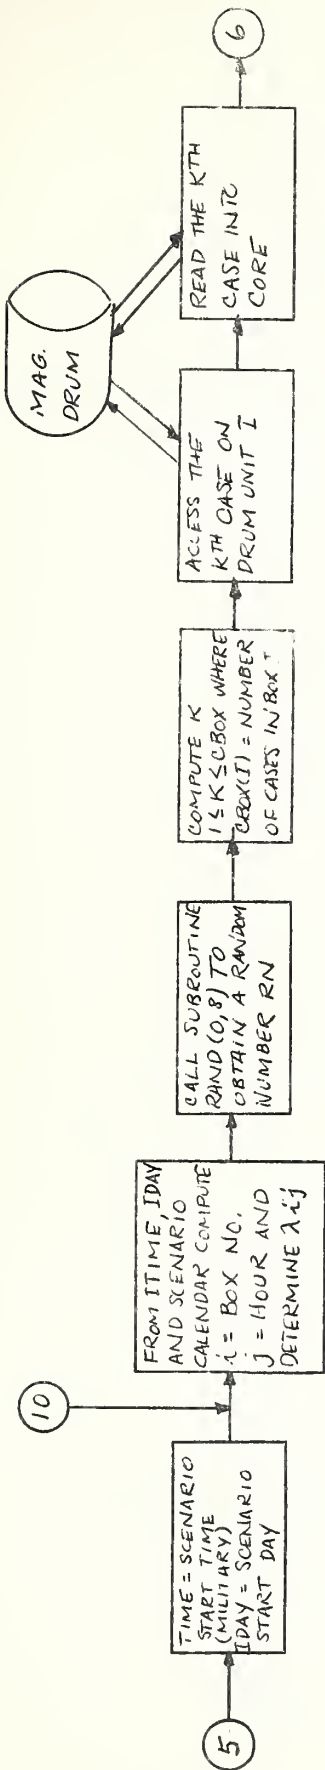 5
TIME = SCENARIO
START TIME
(MILITARY)
IDAY = SCENARIO
START DAY
10
FROM ITIME, IDAY
AND SCENARIO
CALENDAR COMPUTE
i = BOX NO.
j = HOUR AND
DETERMINE λ ij
CALL SUBROUTINE
RAND (0,8) TO
OBTAIN A RANDOM
NUMBER RN
COMPUTE K
1 ≤ K ≤ CBOX WHERE
CBOX(I) = NUMBER
OF CASES IN BOX I
ACCESS THE
KTH CASE ON
DRUM UNIT I
MAG.
DRUM
READ THE KTH
CASE INTO
CORE
6